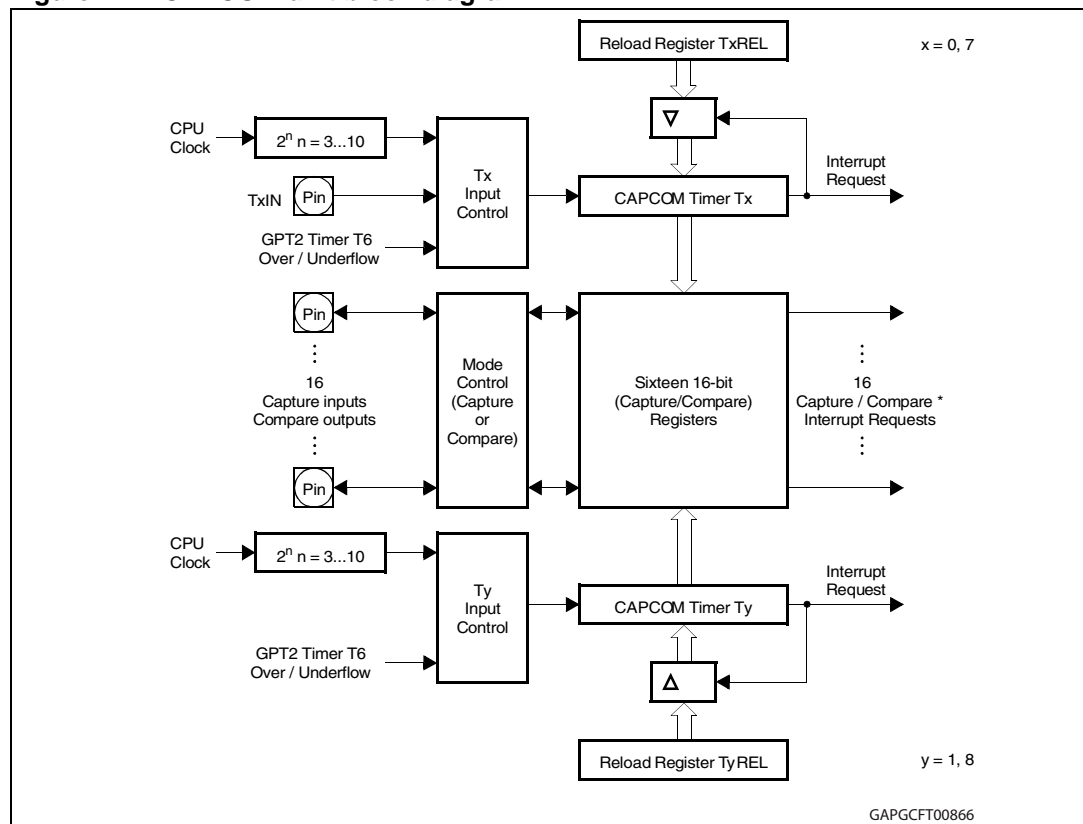 Reload Register TxREL
x = 0, 7
CPU
Clock
2ⁿ n = 3...10
Tx
Input
Control
Interrupt
Request
TxIN
Pin
CAPCOM Timer Tx
GPT2 Timer T6
Over / Underflow
Pin
16
Capture inputs
Compare outputs
Pin
Mode
Control
(Capture
or
Compare)
Sixteen 16-bit
(Capture/Compare)
Registers
16
Capture / Compare *
Interrupt Requests
CPU
Clock
2ⁿ n = 3...10
Ty
Input
Control
Interrupt
Request
CAPCOM Timer Ty
GPT2 Timer T6
Over / Underflow
Reload Register TyREL
y = 1, 8
GAPGCFT00866